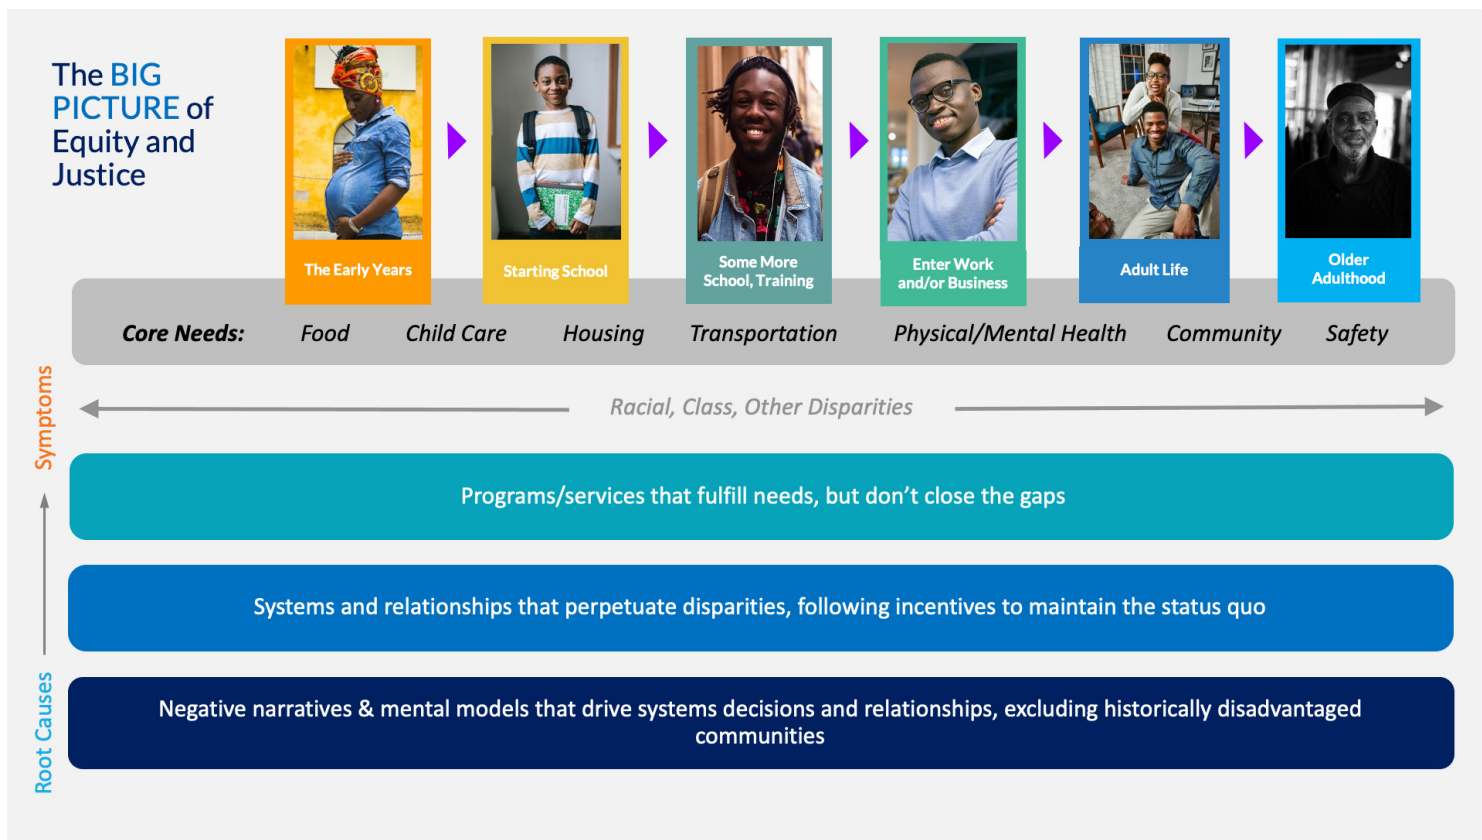 The BIG
PICTURE of
Equity and
Justice
The Early Years
Starting School
Some More
School, Training
Enter Work
and/or Business
Adult Life
Older
Adulthood
Core Needs: Food Child Care Housing Transportation Physical/Mental Health Community Safety
Symptoms
Racial, Class, Other Disparities
Programs/services that fulfill needs, but don’t close the gaps
Systems and relationships that perpetuate disparities, following incentives to maintain the status quo
Root Causes
Negative narratives & mental models that drive systems decisions and relationships, excluding historically disadvantaged
communities